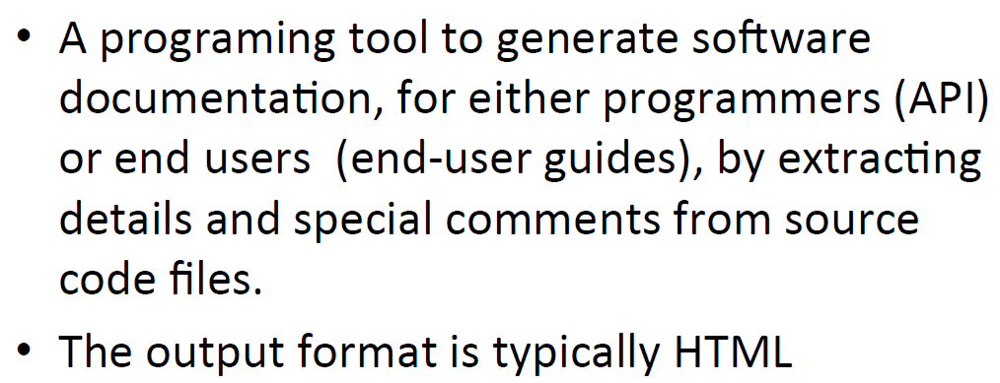 • A programing tool to generate software
documentation, for either programmers (API)
or end users  (end-user guides), by extracting
details and special comments from source
code files.
• The output format is typically HTML